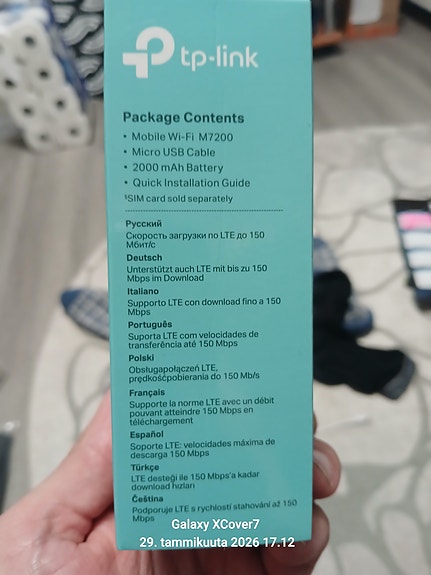 tp-link
Package Contents
• Mobile Wi-Fi M7200
• Micro USB Cable
• 2000 mAh Battery
• Quick Installation Guide
*SIM card sold separately
Русский
Скорость загрузки по LTE до 150
Мбит/с
Deutsch
Unterstützt auch LTE mit bis zu 150
Mbps im Download
Italiano
Supporto LTE con download fino a 150
Mbps
Português
Suporta LTE com velocidades de
transferência até 150 Mbps
Polski
Obsługapołączeń LTE,
prędkośćpobierania do 150 Mb/s
Français
Supporte la norme LTE avec un débit
pouvant atteindre 150 Mbps en
téléchargement
Español
Soporte LTE: velocidades máxima de
descarga 150 Mbps
Türkçe
LTE desteği ile 150 Mbps'a kadar
download hızları
Čeština
Podporuje LTE s rychlostí stahování až 150
Mbps
Galaxy XCover7
29. tammikuuta 2026 17.12